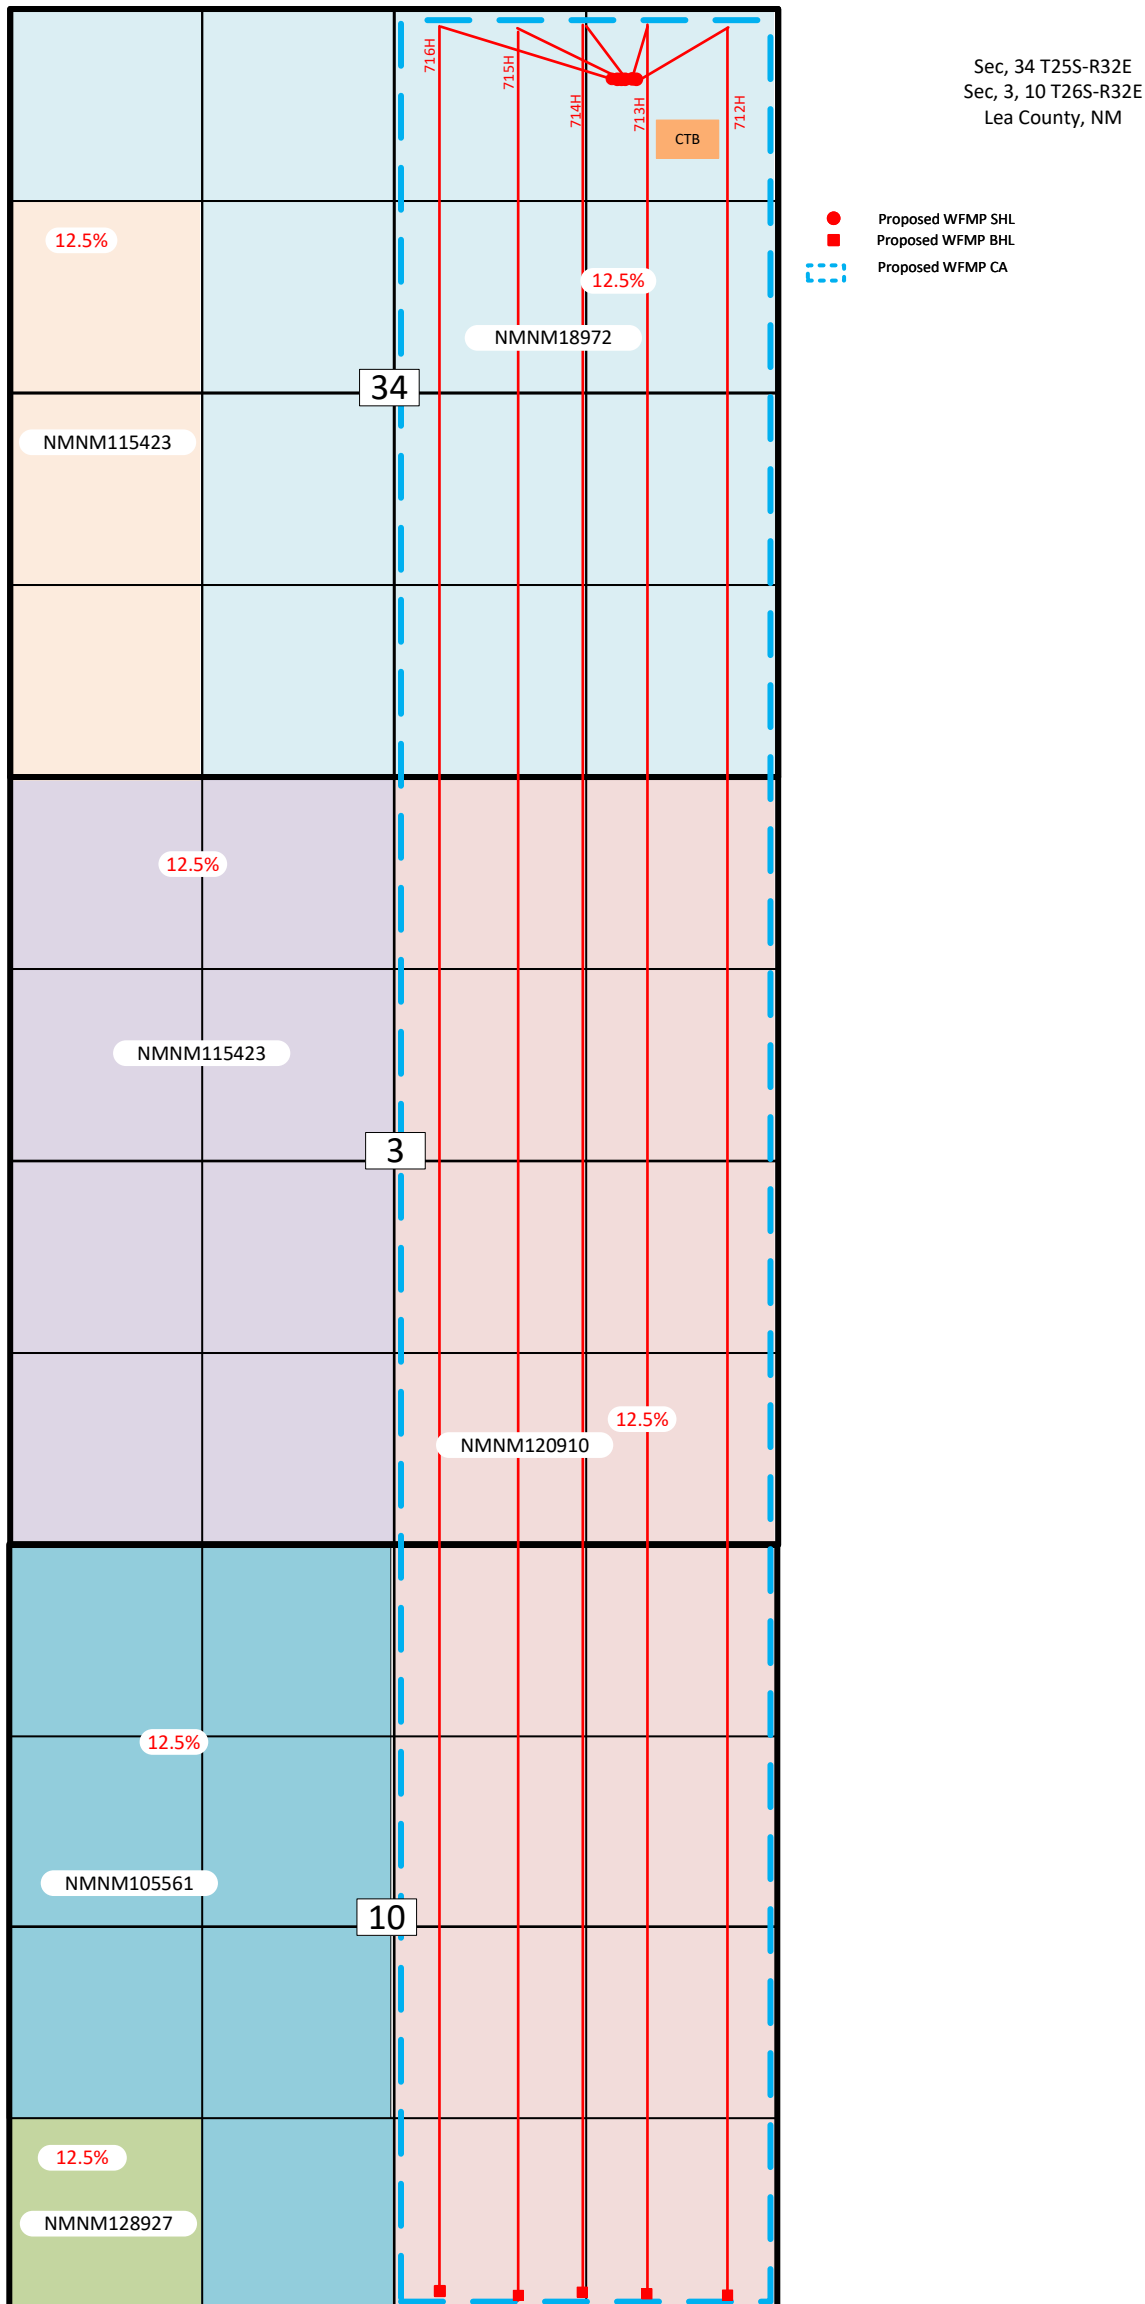 716H
715H
714H
713H
712H
CTB
Sec, 34 T25S-R32E
Sec, 3, 10 T26S-R32E
Lea County, NM
Proposed WFMP SHL
Proposed WFMP BHL
Proposed WFMP CA
12.5%
12.5%
NMNM18972
34
NMNM115423
12.5%
NMNM115423
3
12.5%
NMNM120910
12.5%
NMNM105561
10
12.5%
NMNM128927